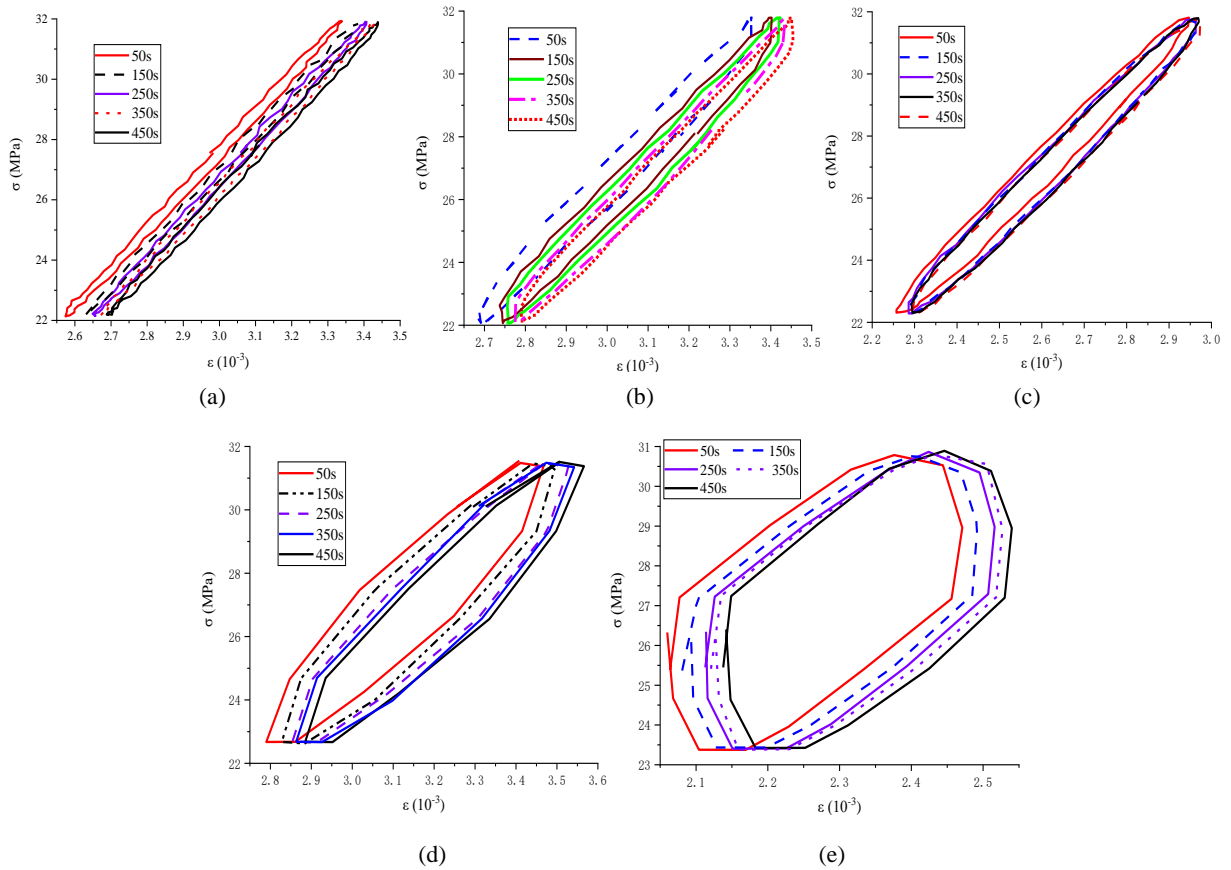 32
30
28
26
24
22
σ (MPa)
50s
150s
250s
350s
450s
2.6 2.7 2.8 2.9 3.0 3.1 3.2 3.3 3.4 3.5
ε (10⁻³)
(a)
32
30
28
26
24
22
σ (MPa)
50s
150s
250s
350s
450s
2.7 2.8 2.9 3.0 3.1 3.2 3.3 3.4 3.5
ε (10⁻³)
(b)
32
30
28
26
24
22
σ (MPa)
50s
150s
250s
350s
450s
2.2 2.3 2.4 2.5 2.6 2.7 2.8 2.9 3.0
ε (10⁻³)
(c)
32
30
28
26
24
22
σ (MPa)
50s
150s
250s
350s
450s
2.8 2.9 3.0 3.1 3.2 3.3 3.4 3.5 3.6
ε (10⁻³)
(d)
31
30
29
28
27
26
25
24
23
σ (MPa)
50s 150s
250s 350s
450s
2.1 2.2 2.3 2.4 2.5
ε (10⁻³)
(e)